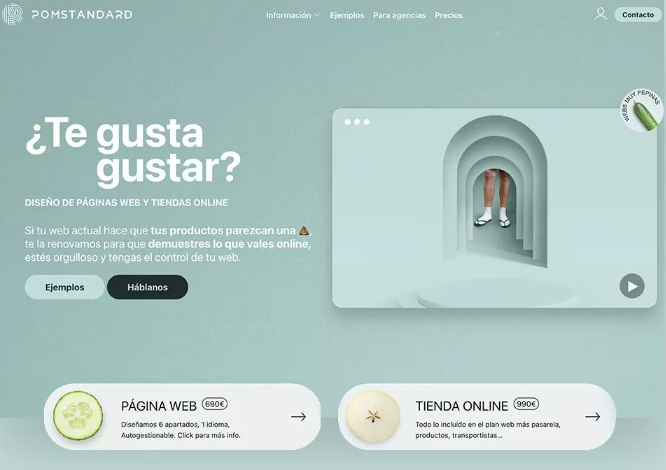 POMSTANDARD
Información Ejemplos Para agencias Precios
Contacto
WEBS MUY PEPINAS
¿Te gusta
gustar?
DISEÑO DE PÁGINAS WEB Y TIENDAS ONLINE
Si tu web actual hace que tus productos parezcan una 💩
te la renovamos para que demuestres lo que vales online,
estés orgulloso y tengas el control de tu web.
Ejemplos
Háblanos
PÁGINA WEB 690€
Diseñamos 6 apartados, 1 idioma,
Autogestionable. Click para más info.
TIENDA ONLINE 990€
Todo lo incluido en el plan web más pasarela,
productos, transportistas...